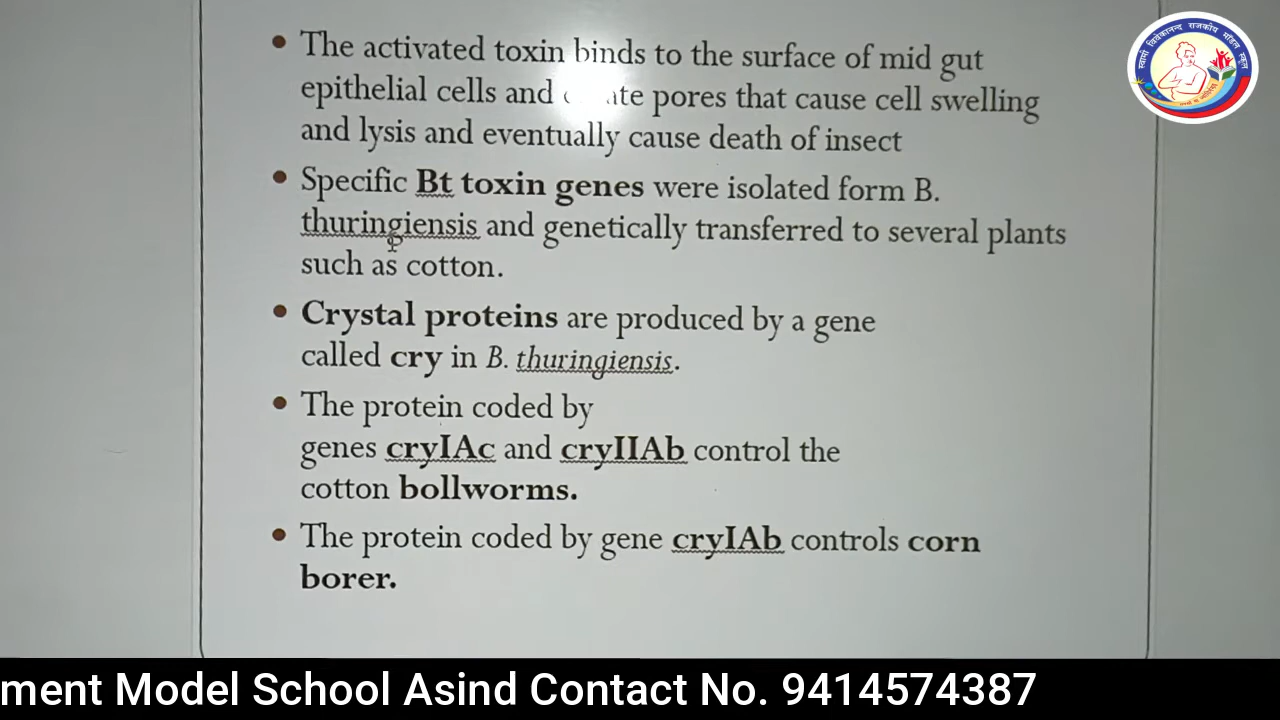 The activated toxin binds to the surface of mid gut
epithelial cells and pores that cause cell swelling
and lysis and eventually cause death of insect
Specific Bt toxin genes were isolated form B.
thuringiensis and genetically transferred to several plants
such as cotton.
Crystal proteins are produced by a gene
called cry in B. thuringiensis.
The protein coded by
genes cryIAc and cryIIAb control the
cotton bollworms.
The protein coded by gene cryIAb controls corn
borer.
स्वामी विवेकानन्द राजकीय मॉडल स्कूल
ment Model School Asind Contact No. 9414574387